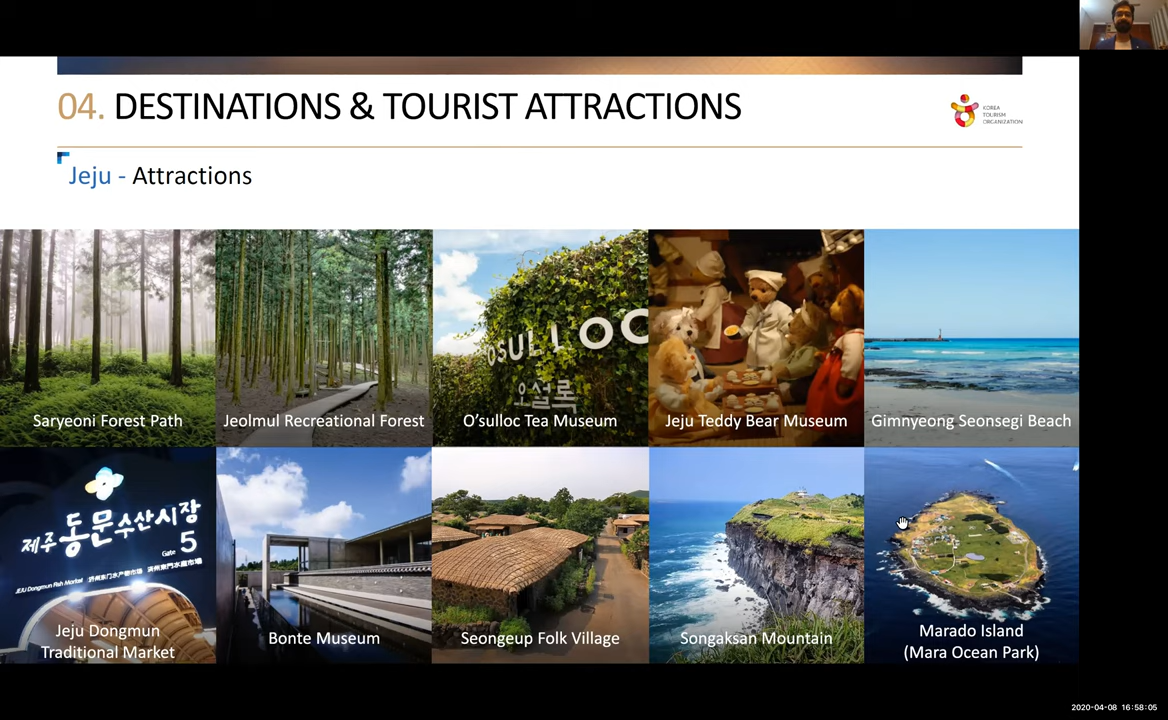 04. DESTINATIONS & TOURIST ATTRACTIONS
KOREA
TOURISM
ORGANIZATION
Jeju - Attractions
OSULLOC
오설록
Saryeoni Forest Path
Jeolmul Recreational Forest
O'sulloc Tea Museum
Jeju Teddy Bear Museum
Gimnyeong Seonsegi Beach
제주동문수산시장
Gate 5
JEJU Dongmun Fish Market
Jeju Dongmun
Traditional Market
Bonte Museum
Seongeup Folk Village
Songaksan Mountain
Marado Island
(Mara Ocean Park)
2020-04-08 16:58:05